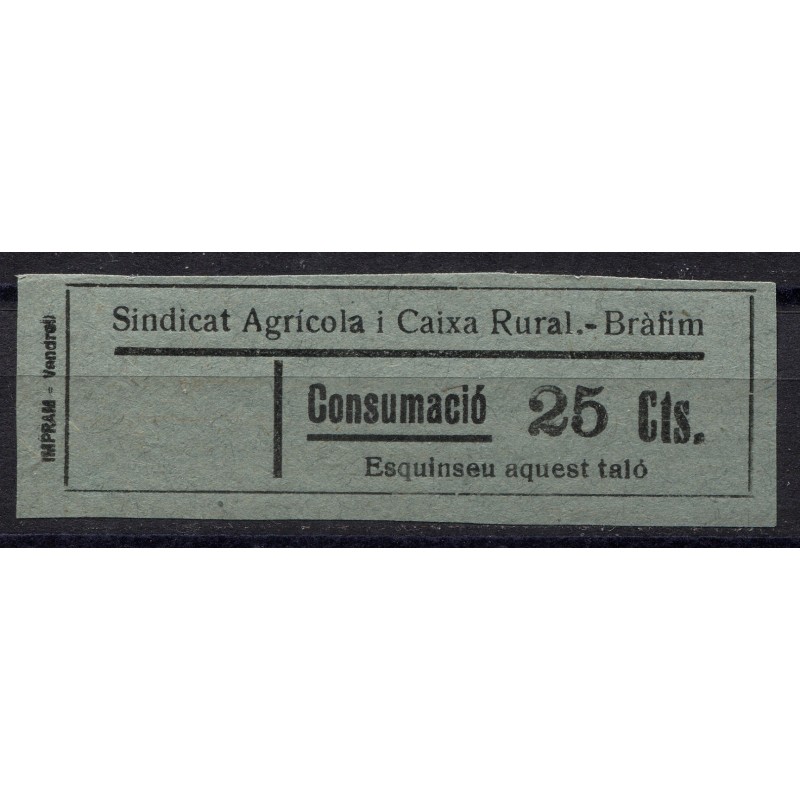 Sindicat Agrícola i Caixa Rural.-Bràfim
Consumació 25 Cts.
Esquinseu aquest taló
IMPRAM - Vendrell